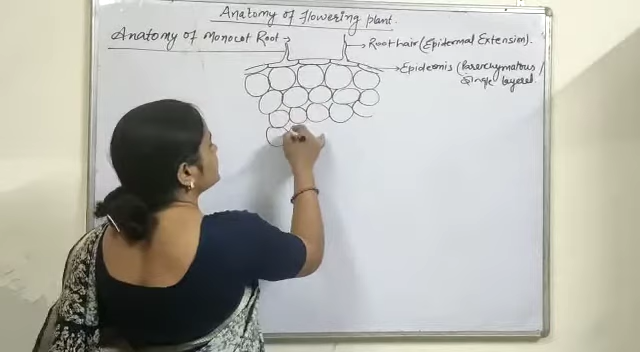 Anatomy of flowering plant.
Anatomy of monocot Root →
Root hair (Epidermal Extension).
Epidermis (Parenchymatous /
Single layered.